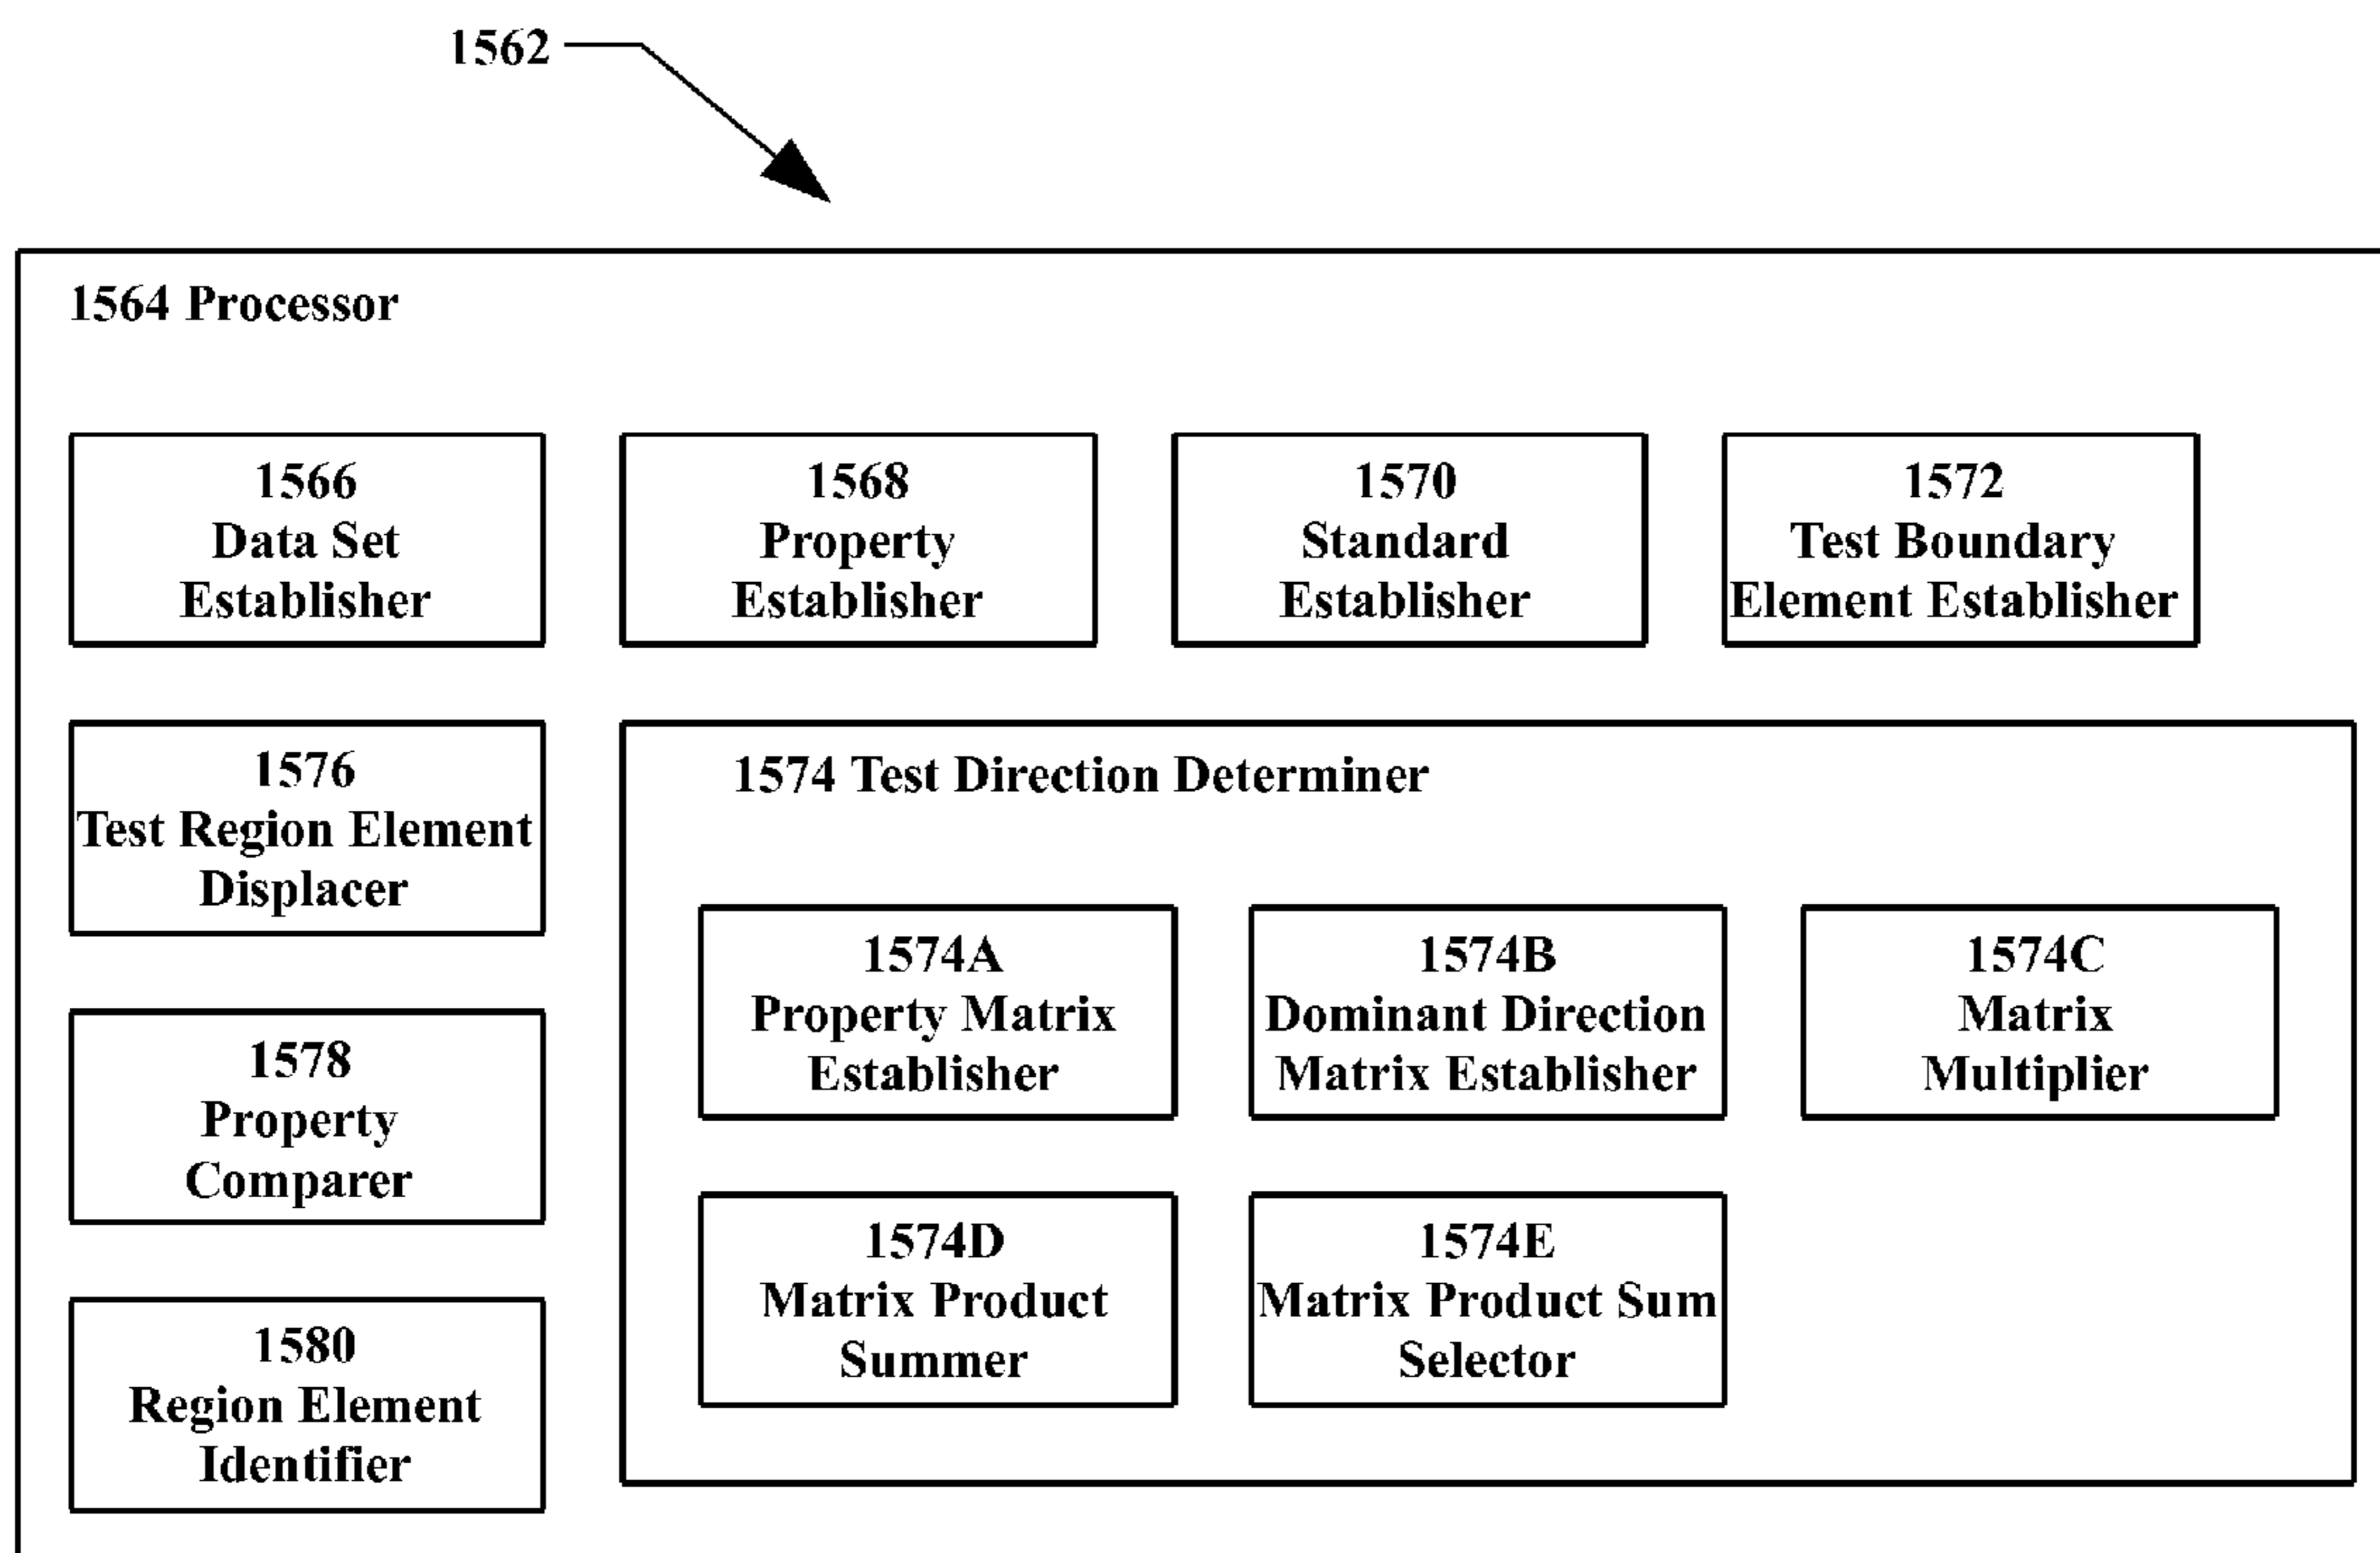 1562
1564 Processor
1566
Data Set
Establisher
1568
Property
Establisher
1570
Standard
Establisher
1572
Test Boundary
Element Establisher
1576
Test Region Element
Displacer
1574 Test Direction Determiner
1574A
Property Matrix
Establisher
1574B
Dominant Direction
Matrix Establisher
1574C
Matrix
Multiplier
1578
Property
Comparer
1574D
Matrix Product
Summer
1574E
Matrix Product Sum
Selector
1580
Region Element
Identifier